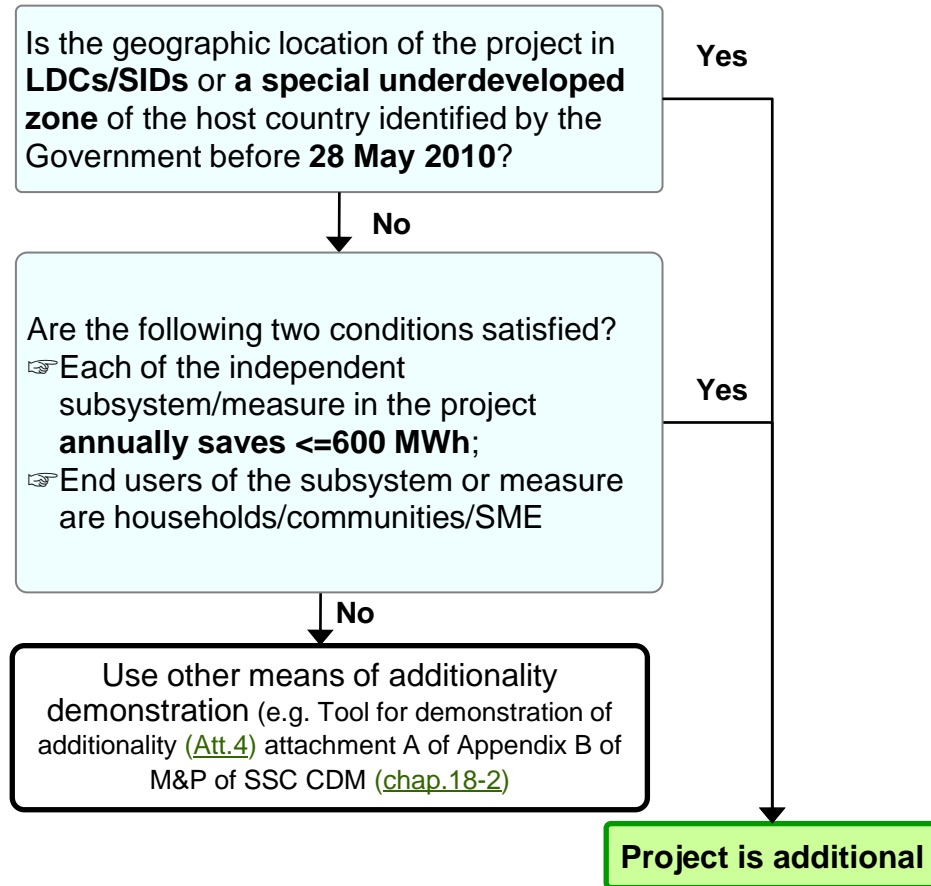 Is the geographic location of the project in
LDCs/SIDs or a special underdeveloped
zone of the host country identified by the
Government before 28 May 2010?
Yes
No
Are the following two conditions satisfied?
☞Each of the independent
subsystem/measure in the project
annually saves <=600 MWh;
☞End users of the subsystem or measure
are households/communities/SME
Yes
No
Use other means of additionality
demonstration (e.g. Tool for demonstration of
additionality (Att.4) attachment A of Appendix B of
M&P of SSC CDM (chap.18-2)
Project is additional